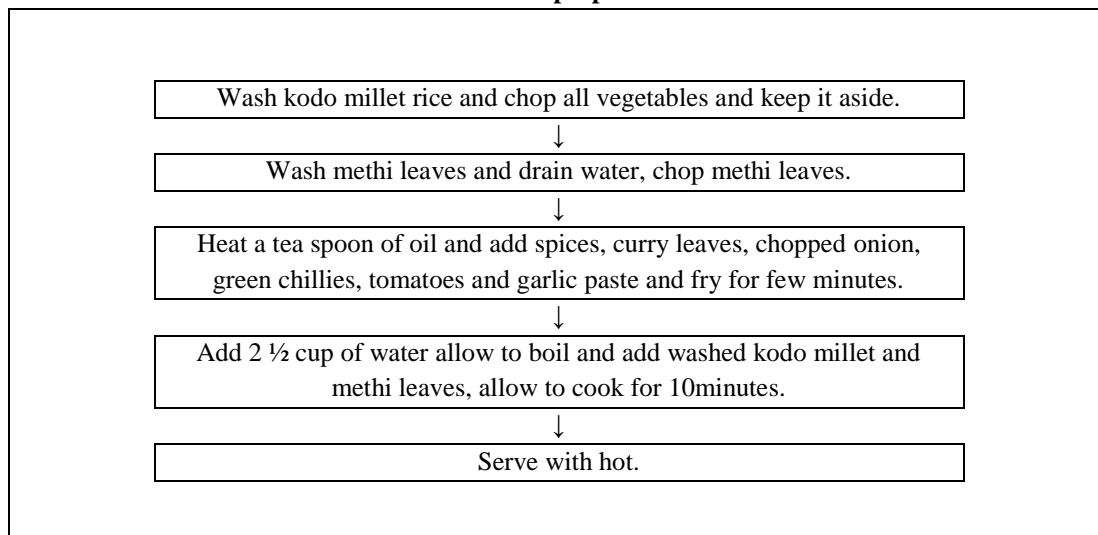 Wash kodo millet rice and chop all vegetables and keep it aside.
↓
Wash methi leaves and drain water, chop methi leaves.
↓
Heat a tea spoon of oil and add spices, curry leaves, chopped onion,
green chillies, tomatoes and garlic paste and fry for few minutes.
↓
Add 2 ½ cup of water allow to boil and add washed kodo millet and
methi leaves, allow to cook for 10minutes.
↓
Serve with hot.